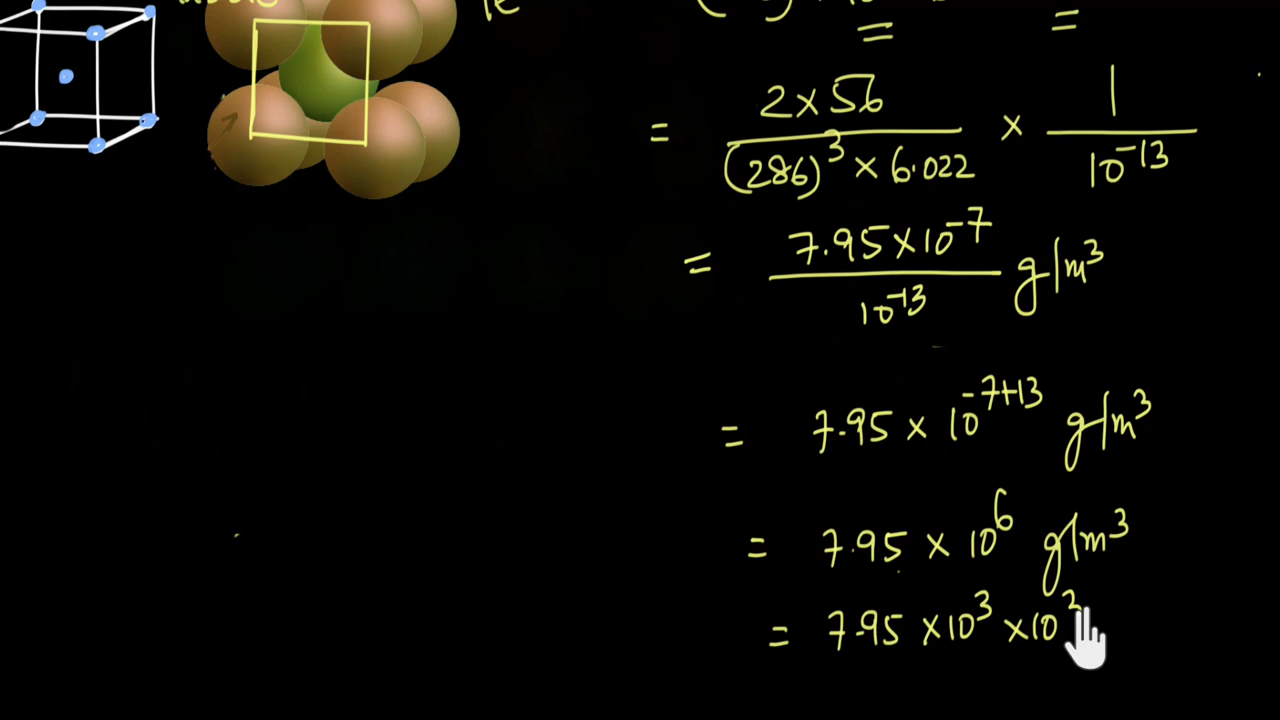 = 2 × 56 / (286)³ × 6.022 × 1 / 10⁻¹³
= 7.95 × 10⁻⁷ / 10⁻¹³ g/m³
= 7.95 × 10⁻⁷⁺¹³ g/m³
= 7.95 × 10⁶ g/m³
= 7.95 × 10³ × 10